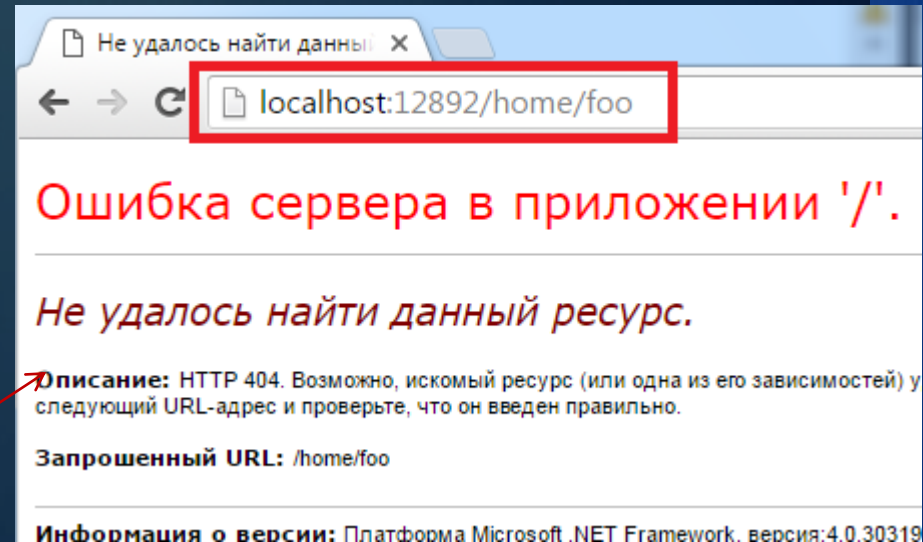 Не удалось найти данный
localhost:12892/home/foo
Ошибка сервера в приложении '/'.
Не удалось найти данный ресурс.
Описание: HTTP 404. Возможно, искомый ресурс (или одна из его зависимостей) у
следующий URL-адрес и проверьте, что он введен правильно.
Запрошенный URL: /home/foo
Информация о версии: Платформа Microsoft .NET Framework, версия:4.0.30319